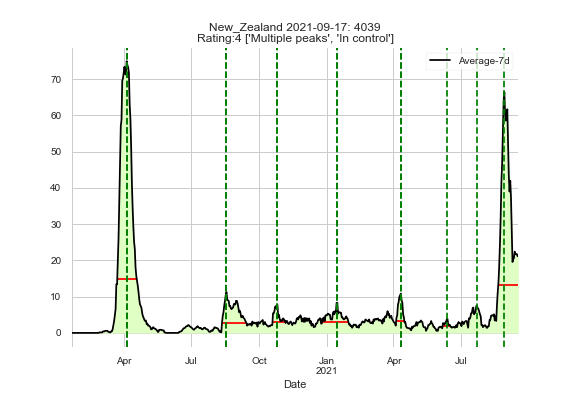 New_Zealand 2021-09-17: 4039
Rating:4 ['Multiple peaks', 'In control']
Average-7d
70
60
50
40
30
20
10
0
Apr
Jul
Oct
Jan
2021
Apr
Jul
Date